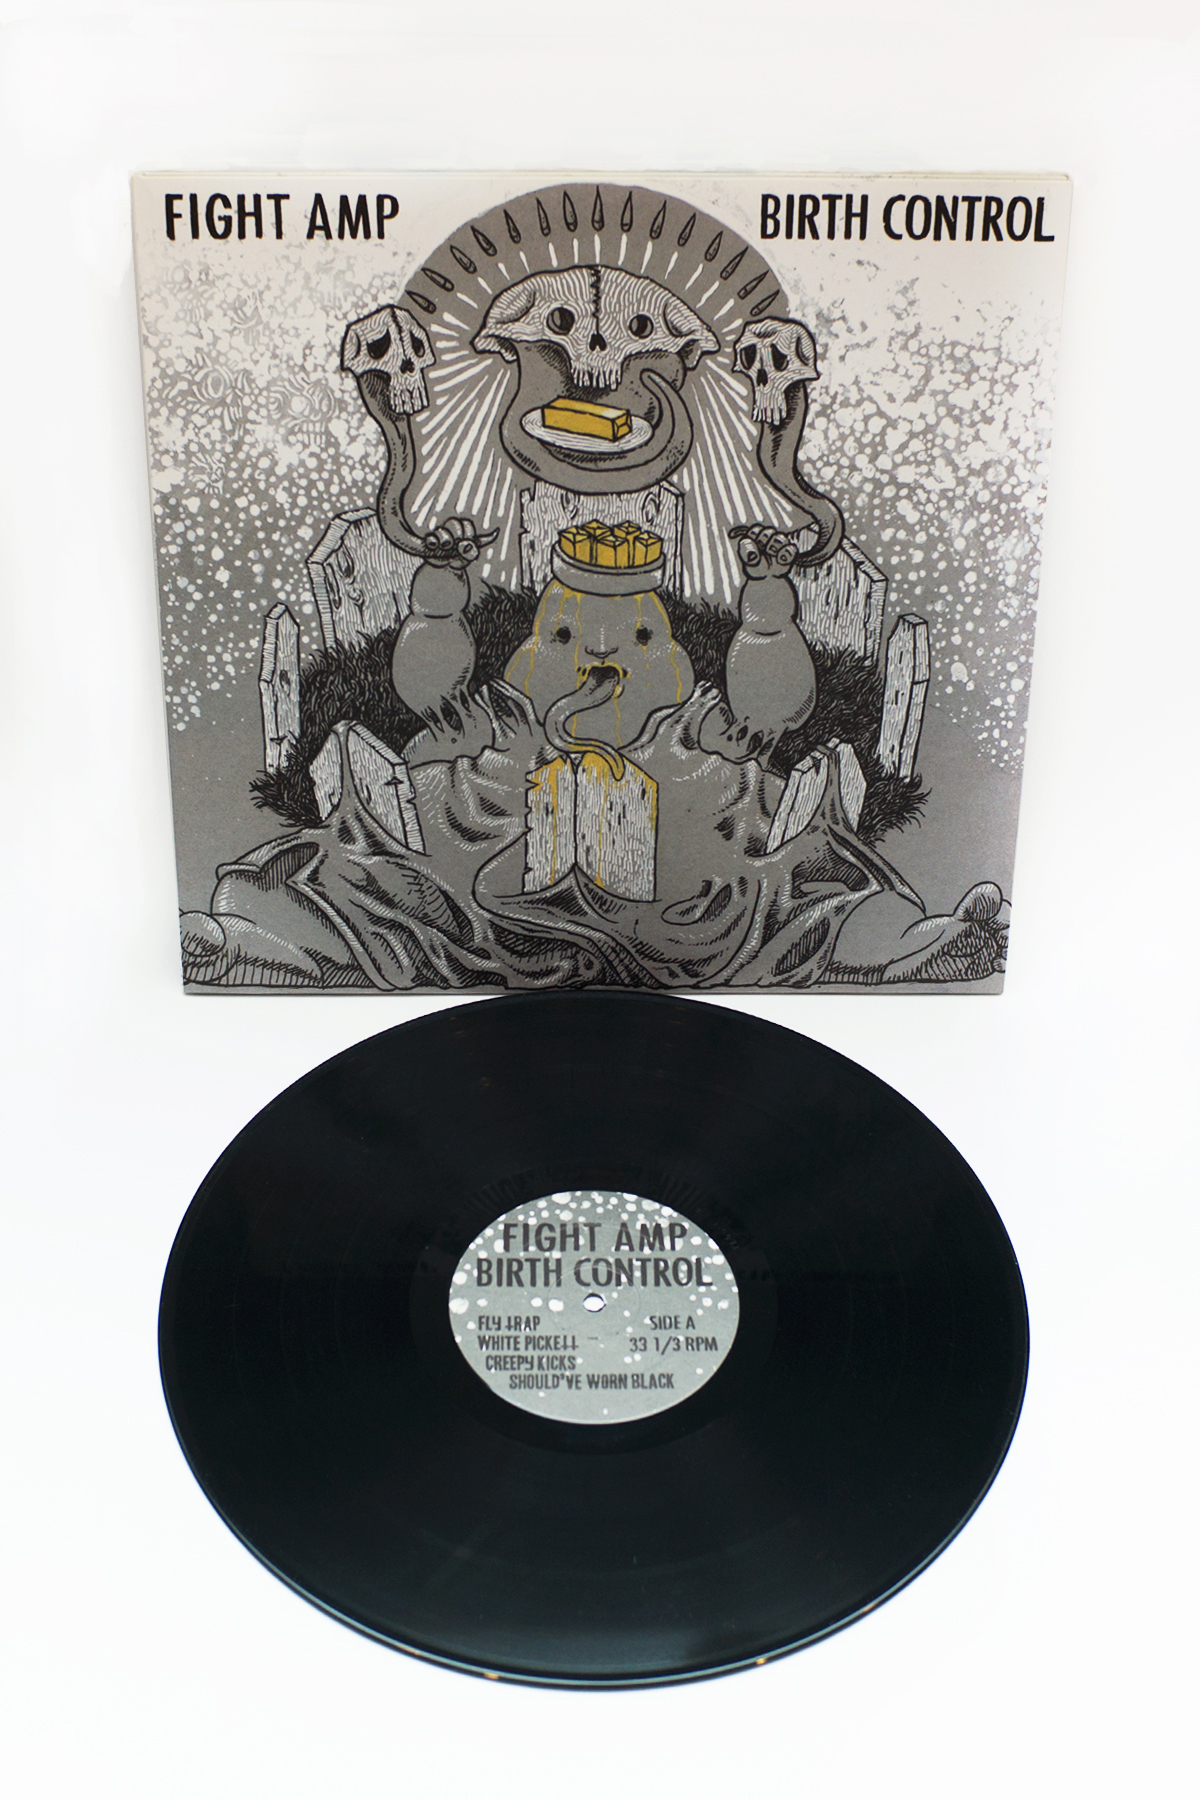 FIGHT AMP
BIRTH CONTROL
FIGHT AMP
BIRTH CONTROL
FLY TRAP
SIDE A
WHITE PICKETT
33 1/3 RPM
CREEPY KICKS
SHOULD'VE WORN BLACK